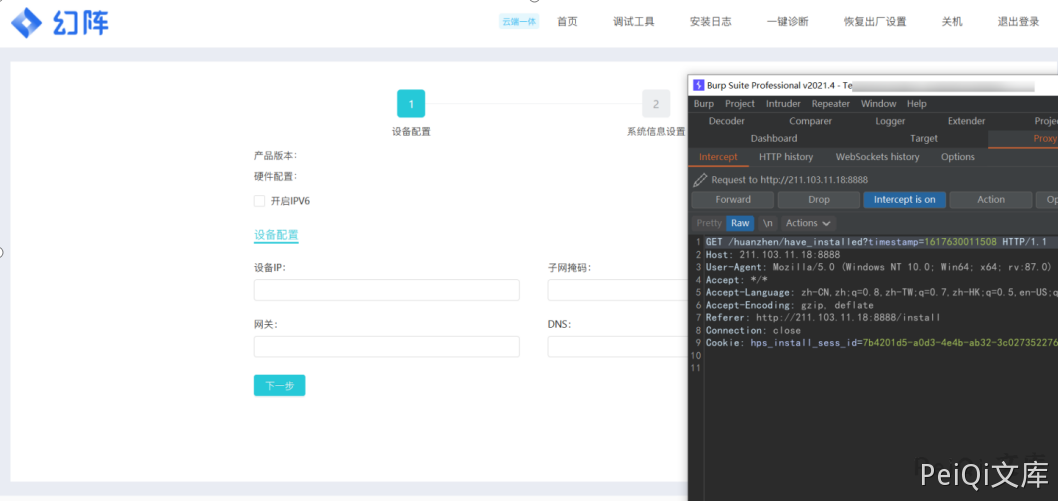 幻阵
云端一体 首页 调试工具 安装日志 一键诊断 恢复出厂设置 关机 退出登录
1
设备配置
2
系统信息设置
产品版本:
硬件配置:
开启IPV6
设备配置
设备IP:
子网掩码:
网关:
DNS:
下一步
Burp Suite Professional v2021.4 - Te
Burp Project Intruder Repeater Window Help
Decoder Comparer Logger Extender Projec
Dashboard Target Proxy
Intercept HTTP history WebSockets history Options
Request to http://211.103.11.18:8888
Forward Drop Intercept is on Action Op
Pretty Raw \n Actions
1 GET /huanzhen/have_installed?timestamp=1617630011508 HTTP/1.1
2 Host: 211.103.11.18:8888
3 User-Agent: Mozilla/5.0 (Windows NT 10.0; Win64; x64; rv:87.0)
4 Accept: */*
5 Accept-Language: zh-CN,zh;q=0.8,zh-TW;q=0.7,zh-HK;q=0.5,en-US;q
6 Accept-Encoding: gzip, deflate
7 Referer: http://211.103.11.18:8888/install
8 Connection: close
9 Cookie: hps_install_sess_id=7b4201d5-a0d3-4e4b-ab32-3c027352276
10
11
PeiQi文库